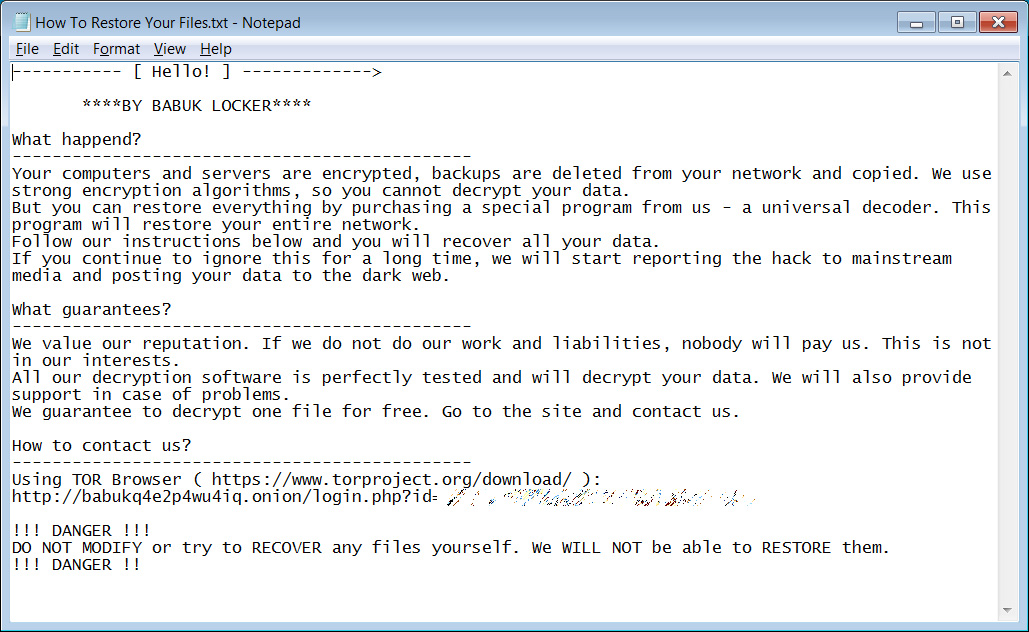 How To Restore Your Files.txt - Notepad
File Edit Format View Help
----------- [ Hello! ] ------------->
****BY BABUK LOCKER****
What happend?
----------------------------------------------
Your computers and servers are encrypted, backups are deleted from your network and copied. We use
strong encryption algorithms, so you cannot decrypt your data.
But you can restore everything by purchasing a special program from us - a universal decoder. This
program will restore your entire network.
Follow our instructions below and you will recover all your data.
If you continue to ignore this for a long time, we will start reporting the hack to mainstream
media and posting your data to the dark web.
What guarantees?
----------------------------------------------
We value our reputation. If we do not do our work and liabilities, nobody will pay us. This is not
in our interests.
All our decryption software is perfectly tested and will decrypt your data. We will also provide
support in case of problems.
We guarantee to decrypt one file for free. Go to the site and contact us.
How to contact us?
----------------------------------------------
Using TOR Browser ( https://www.torproject.org/download/ ):
http://babukq4e2p4wu4iq.onion/login.php?id=
!!! DANGER !!!
DO NOT MODIFY or try to RECOVER any files yourself. We WILL NOT be able to RESTORE them.
!!! DANGER !!